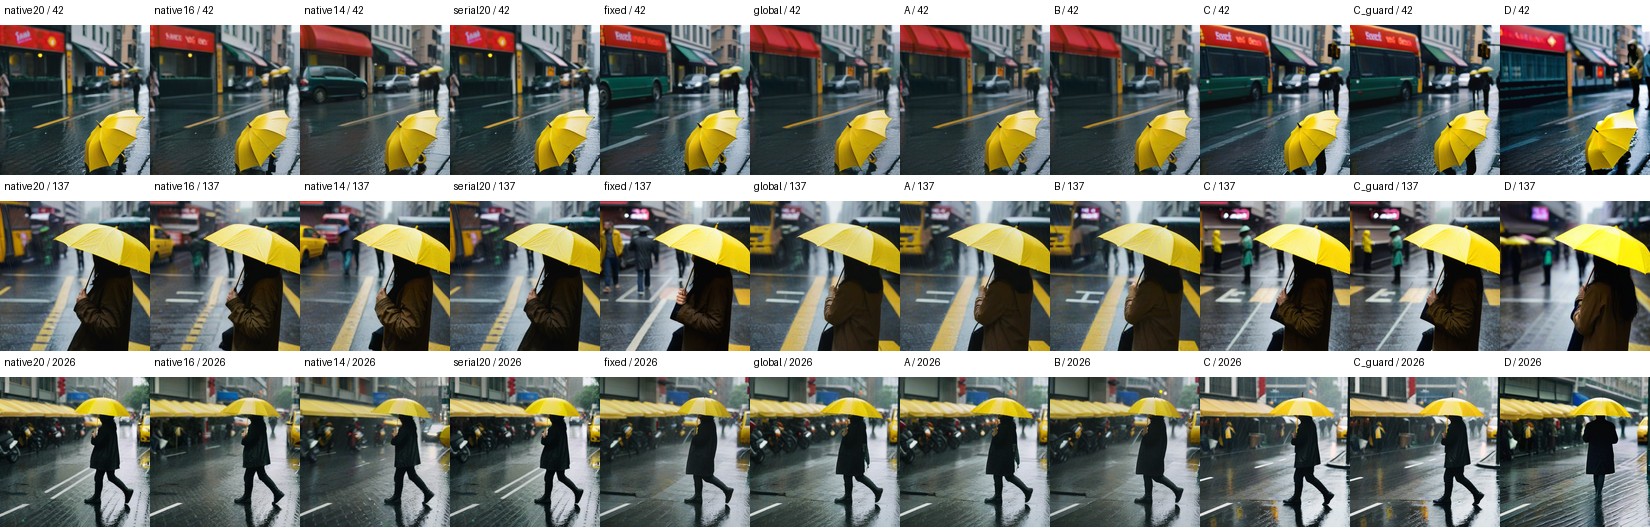 native20 / 42 native16 / 42 native14 / 42 serial20 / 42 fixed / 42 global / 42 A / 42 B / 42 C / 42 C_guard / 42 D / 42
native20 / 137 native16 / 137 native14 / 137 serial20 / 137 fixed / 137 global / 137 A / 137 B / 137 C / 137 C_guard / 137 D / 137
native20 / 2026 native16 / 2026 native14 / 2026 serial20 / 2026 fixed / 2026 global / 2026 A / 2026 B / 2026 C / 2026 C_guard / 2026 D / 2026